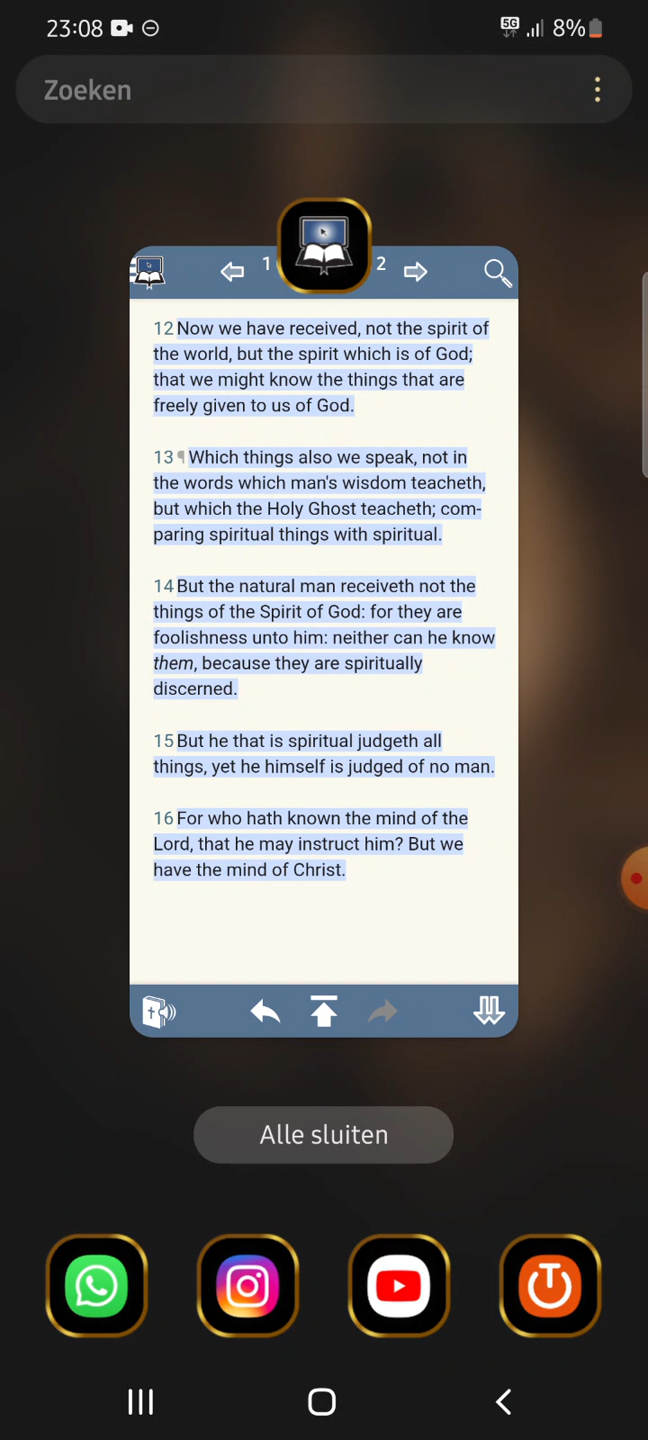 23:08
5G
8%
Zoeken
1
2
12 Now we have received, not the spirit of
the world, but the spirit which is of God;
that we might know the things that are
freely given to us of God.
13 ¶ Which things also we speak, not in
the words which man's wisdom teacheth,
but which the Holy Ghost teacheth; com-
paring spiritual things with spiritual.
14 But the natural man receiveth not the
things of the Spirit of God: for they are
foolishness unto him: neither can he know
them, because they are spiritually
discerned.
15 But he that is spiritual judgeth all
things, yet he himself is judged of no man.
16 For who hath known the mind of the
Lord, that he may instruct him? But we
have the mind of Christ.
Alle sluiten